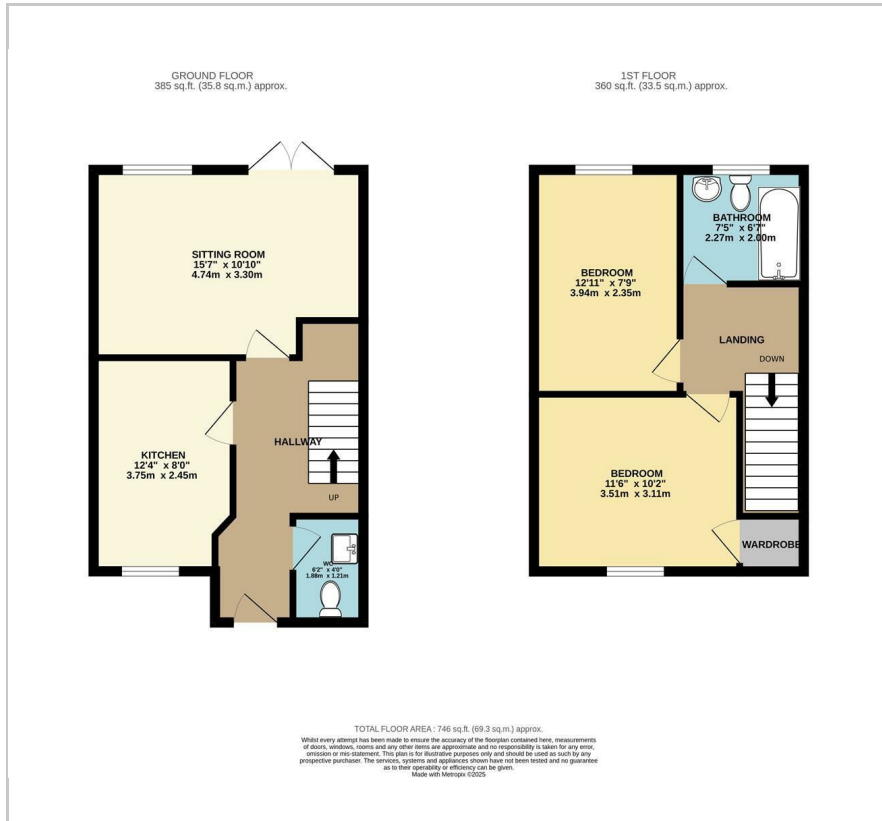 GROUND FLOOR
385 sq.ft. (35.8 sq.m.) approx.
1ST FLOOR
360 sq.ft. (33.5 sq.m.) approx.
SITTING ROOM
15'7" x 10'10"
4.74m x 3.30m
KITCHEN
12'4" x 8'0"
3.75m x 2.45m
HALLWAY
UP
WC
6'2" x 4'0"
1.88m x 1.21m
BEDROOM
12'11" x 7'9"
3.94m x 2.35m
BATHROOM
7'5" x 6'7"
2.27m x 2.00m
LANDING
DOWN
BEDROOM
11'6" x 10'2"
3.51m x 3.11m
WARDROBE
TOTAL FLOOR AREA : 746 sq.ft. (69.3 sq.m.) approx.
Whilst every attempt has been made to ensure the accuracy of the floorplan contained here, measurements
of doors, windows, rooms and any other items are approximate and no responsibility is taken for any error,
omission or mis-statement. This plan is for illustrative purposes only and should be used as such by any
prospective purchaser. The services, systems and appliances shown have not been tested and no guarantee
as to their operability or efficiency can be given.
Made with Metropix ©2025